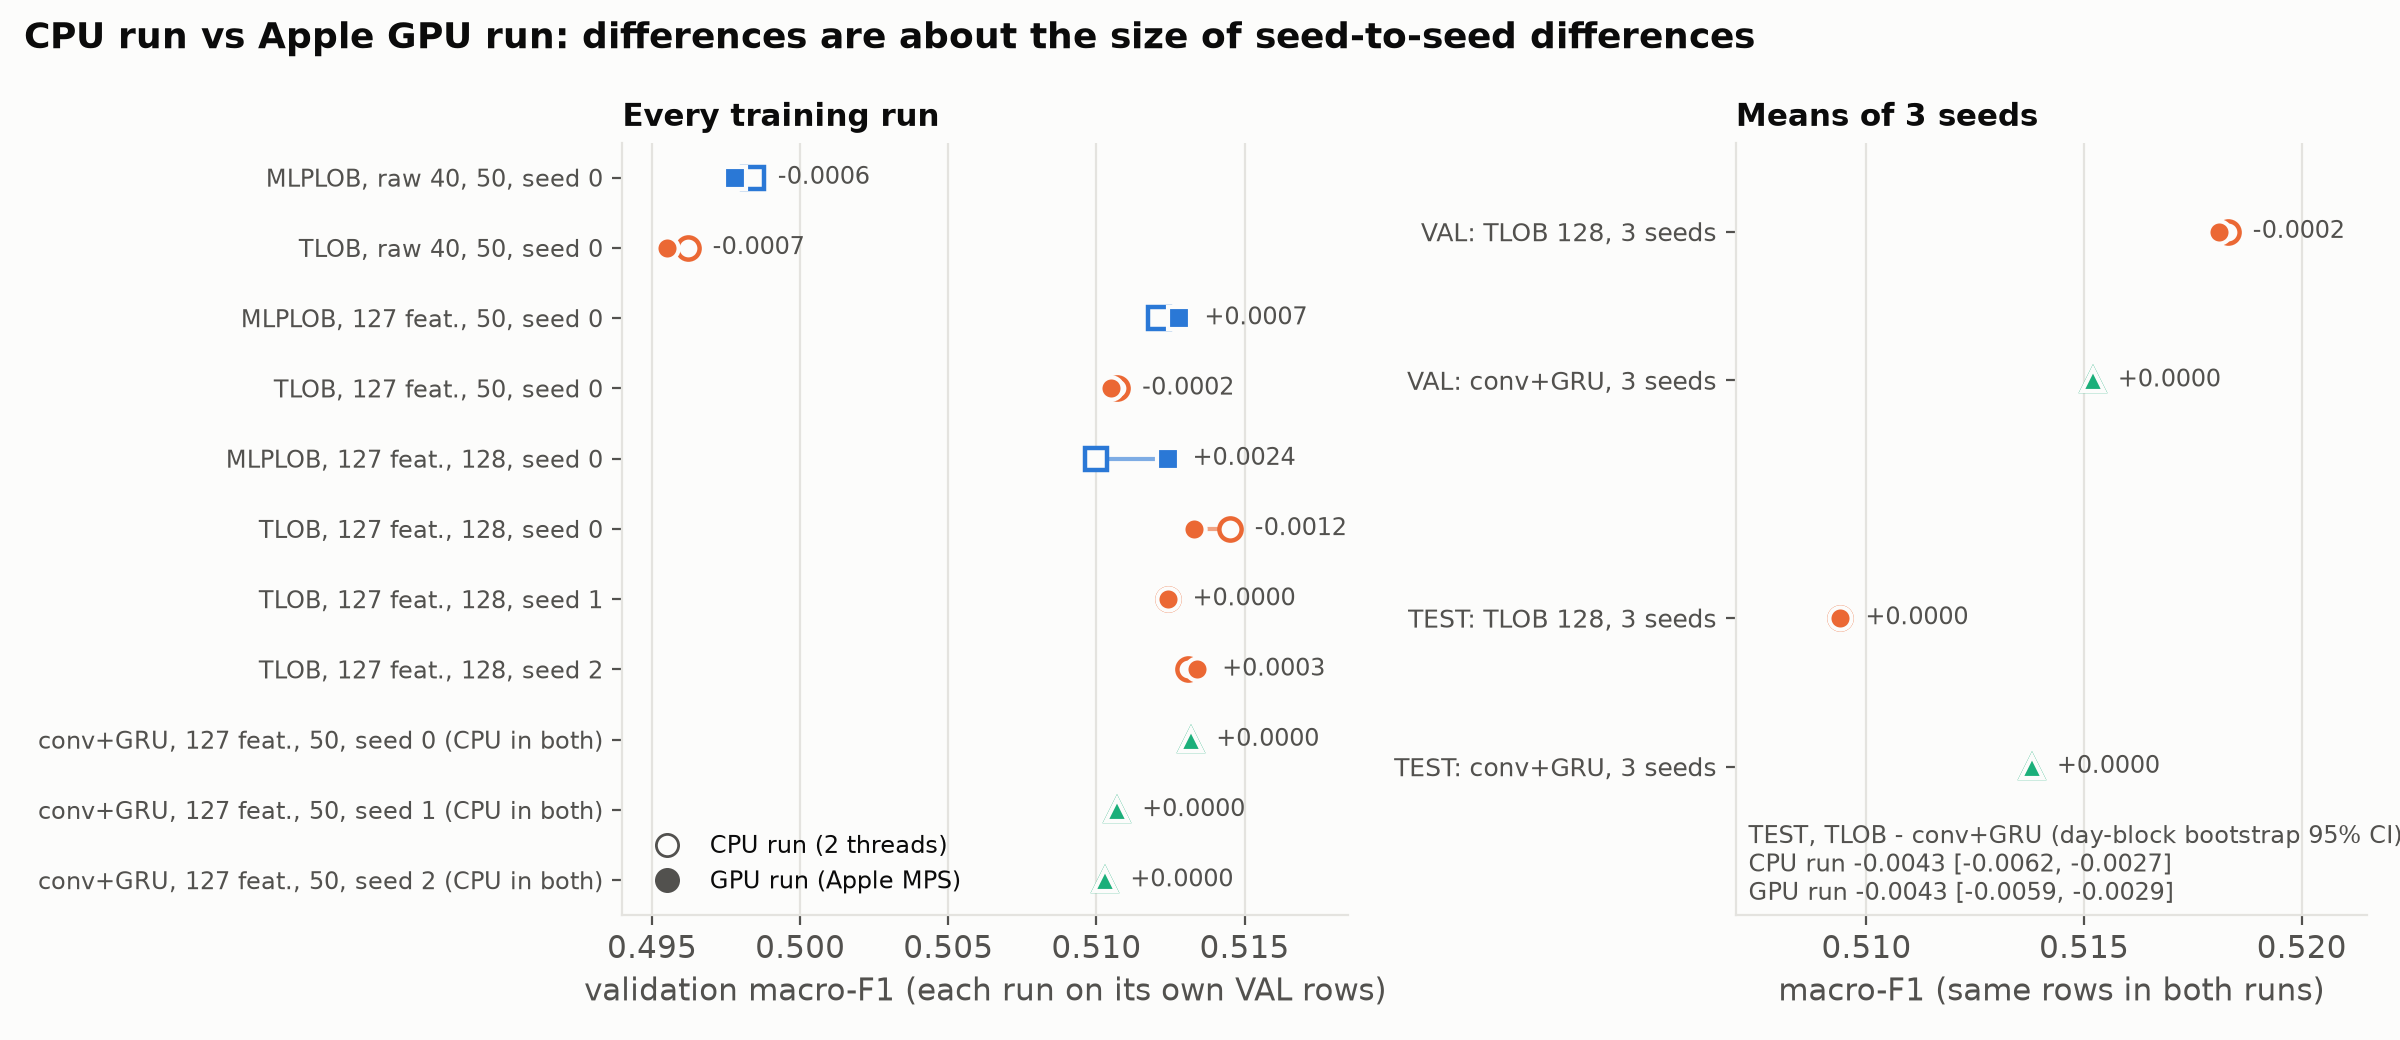 CPU run vs Apple GPU run: differences are about the size of seed-to-seed differences
Every training run
MLPLOB, raw 40, 50, seed 0
-0.0006
TLOB, raw 40, 50, seed 0
-0.0007
MLPLOB, 127 feat., 50, seed 0
+0.0007
TLOB, 127 feat., 50, seed 0
-0.0002
MLPLOB, 127 feat., 128, seed 0
+0.0024
TLOB, 127 feat., 128, seed 0
-0.0012
TLOB, 127 feat., 128, seed 1
+0.0000
TLOB, 127 feat., 128, seed 2
+0.0003
conv+GRU, 127 feat., 50, seed 0 (CPU in both)
+0.0000
conv+GRU, 127 feat., 50, seed 1 (CPU in both)
+0.0000
conv+GRU, 127 feat., 50, seed 2 (CPU in both)
+0.0000
CPU run (2 threads)
GPU run (Apple MPS)
0.495 0.500 0.505 0.510 0.515
validation macro-F1 (each run on its own VAL rows)
Means of 3 seeds
VAL: TLOB 128, 3 seeds
-0.0002
VAL: conv+GRU, 3 seeds
+0.0000
TEST: TLOB 128, 3 seeds
+0.0000
TEST: conv+GRU, 3 seeds
+0.0000
TEST, TLOB - conv+GRU (day-block bootstrap 95% CI)
CPU run -0.0043 [-0.0062, -0.0027]
GPU run -0.0043 [-0.0059, -0.0029]
0.510 0.515 0.520
macro-F1 (same rows in both runs)